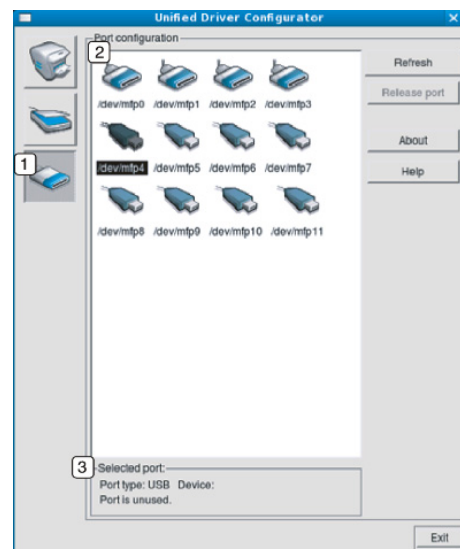 Unified Driver Configurator
Port configuration
2
Refresh
/dev/mfp0 /dev/mfp1 /dev/mfp2 /dev/mfp3
Release port
About
1
/dev/mfp4 /dev/mfp5 /dev/mfp6 /dev/mfp7
Help
/dev/mfp8 /dev/mfp9 /dev/mfp10 /dev/mfp11
3
Selected port:
Port type: USB Device:
Port is unused.
Exit